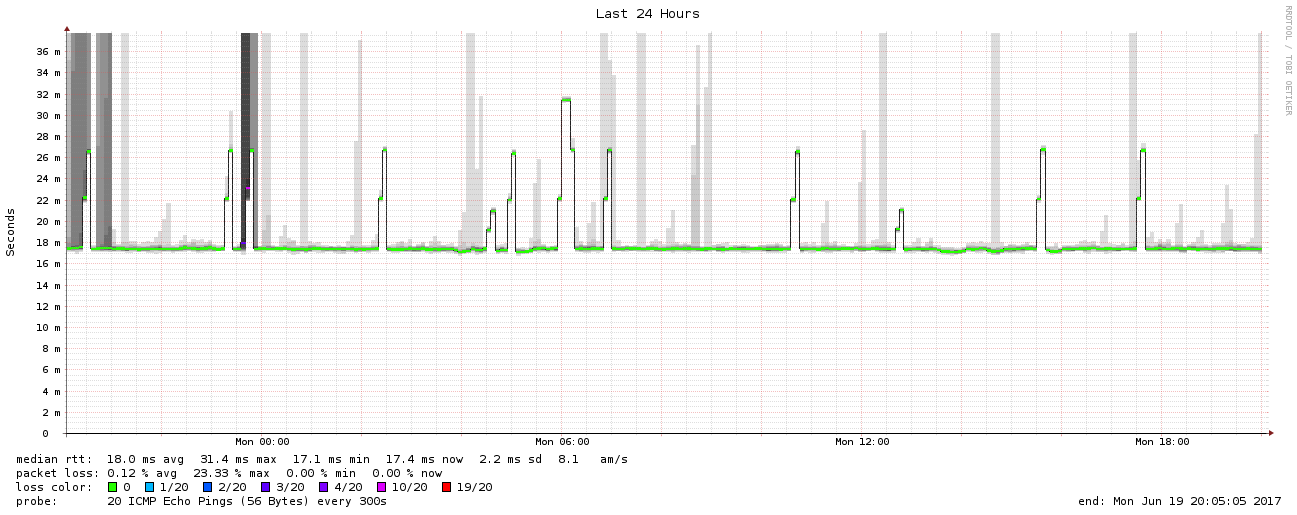 Last 24 Hours
RRDTOOL / TOBI OETIKER
Seconds
36 m
34 m
32 m
30 m
28 m
26 m
24 m
22 m
20 m
18 m
16 m
14 m
12 m
10 m
8 m
6 m
4 m
2 m
0
Mon 00:00 Mon 06:00 Mon 12:00 Mon 18:00
median rtt: 18.0 ms avg 31.4 ms max 17.1 ms min 17.4 ms now 2.2 ms sd 8.1 am/s
packet loss: 0.12 % avg 23.33 % max 0.00 % min 0.00 % now
loss color: 0 1/20 2/20 3/20 4/20 10/20 19/20
probe: 20 ICMP Echo Pings (56 Bytes) every 300s end: Mon Jun 19 20:05:05 2017